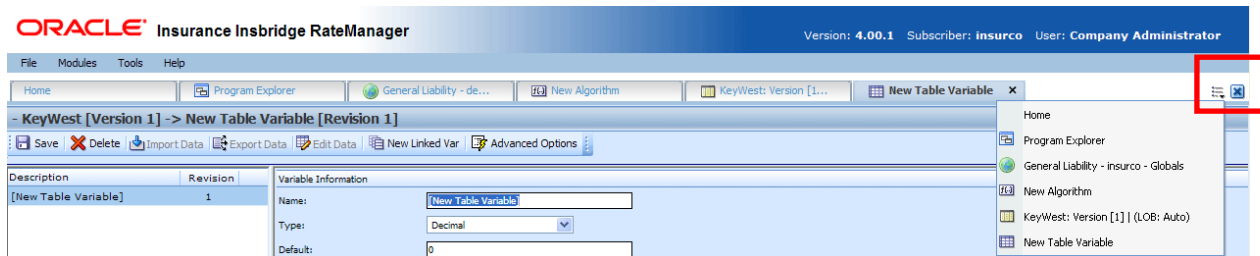 ORACLE® Insurance Insbridge RateManager
Version: 4.00.1 Subscriber: insurco User: Company Administrator
File Modules Tools Help
Home Program Explorer General Liability - de... New Algorithm KeyWest: Version [1... New Table Variable
- KeyWest [Version 1] -> New Table Variable [Revision 1]
Save Delete Import Data Export Data Edit Data New Linked Var Advanced Options
Description Revision
[New Table Variable] 1
Variable Information
Name: [New Table Variable]
Type: Decimal
Default: 0
Home
Program Explorer
General Liability - insurco - Globals
New Algorithm
KeyWest: Version [1] | (LOB: Auto)
New Table Variable